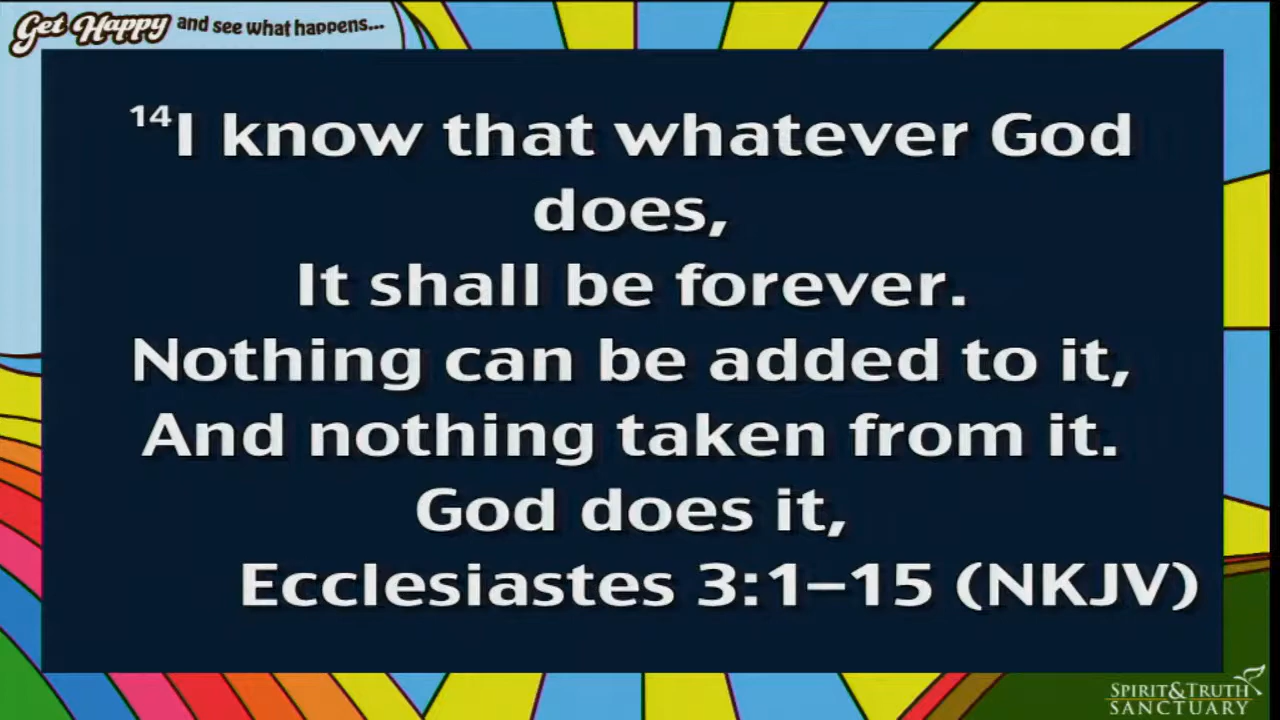 Get Happy and see what happens...
¹⁴I know that whatever God
does,
It shall be forever.
Nothing can be added to it,
And nothing taken from it.
God does it,
Ecclesiastes 3:1–15 (NKJV)
SPIRIT&TRUTH
SANCTUARY